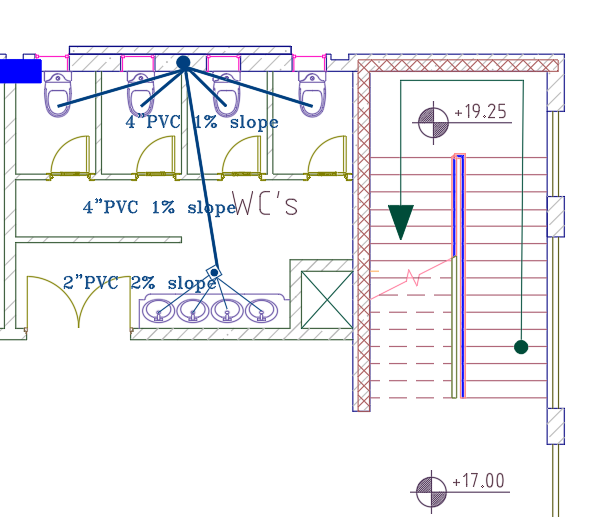 +19.25
4"PVC 1% slope
4"PVC 1% slope
WC's
2"PVC 2% slope
+17.00